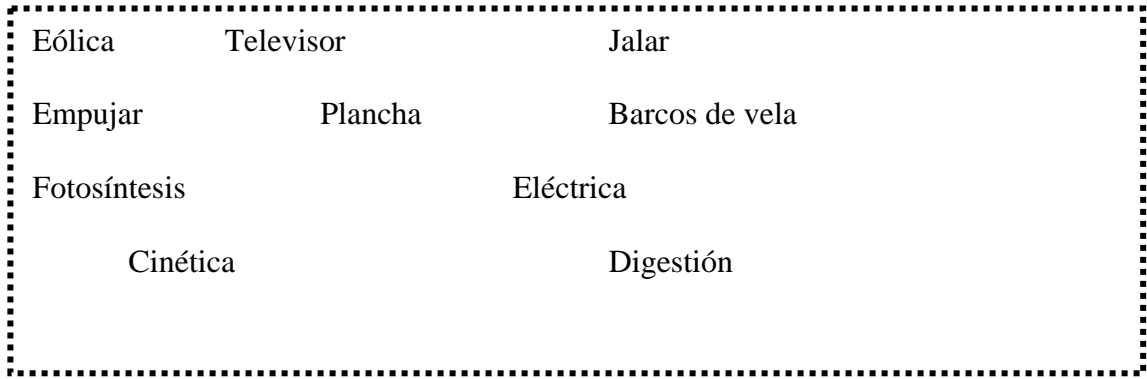 Eólica Televisor Jalar
Empujar Plancha Barcos de vela
Fotosíntesis Eléctrica
Cinética Digestión